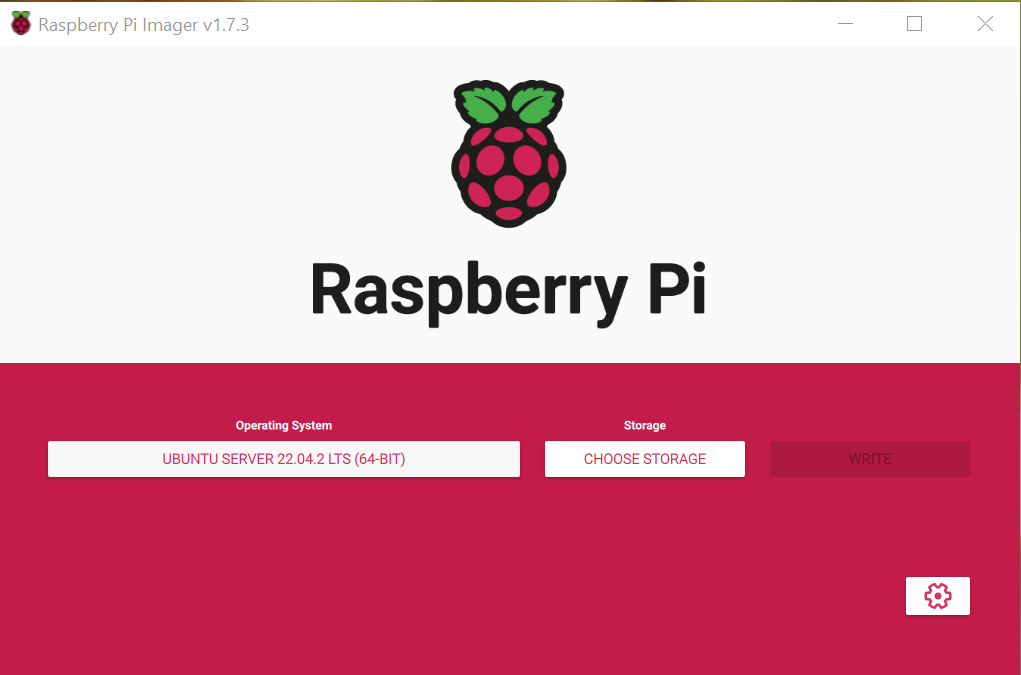 Raspberry Pi Imager v1.7.3
Raspberry Pi
Operating System
Storage
UBUNTU SERVER 22.04.2 LTS (64-BIT)
CHOOSE STORAGE
WRITE